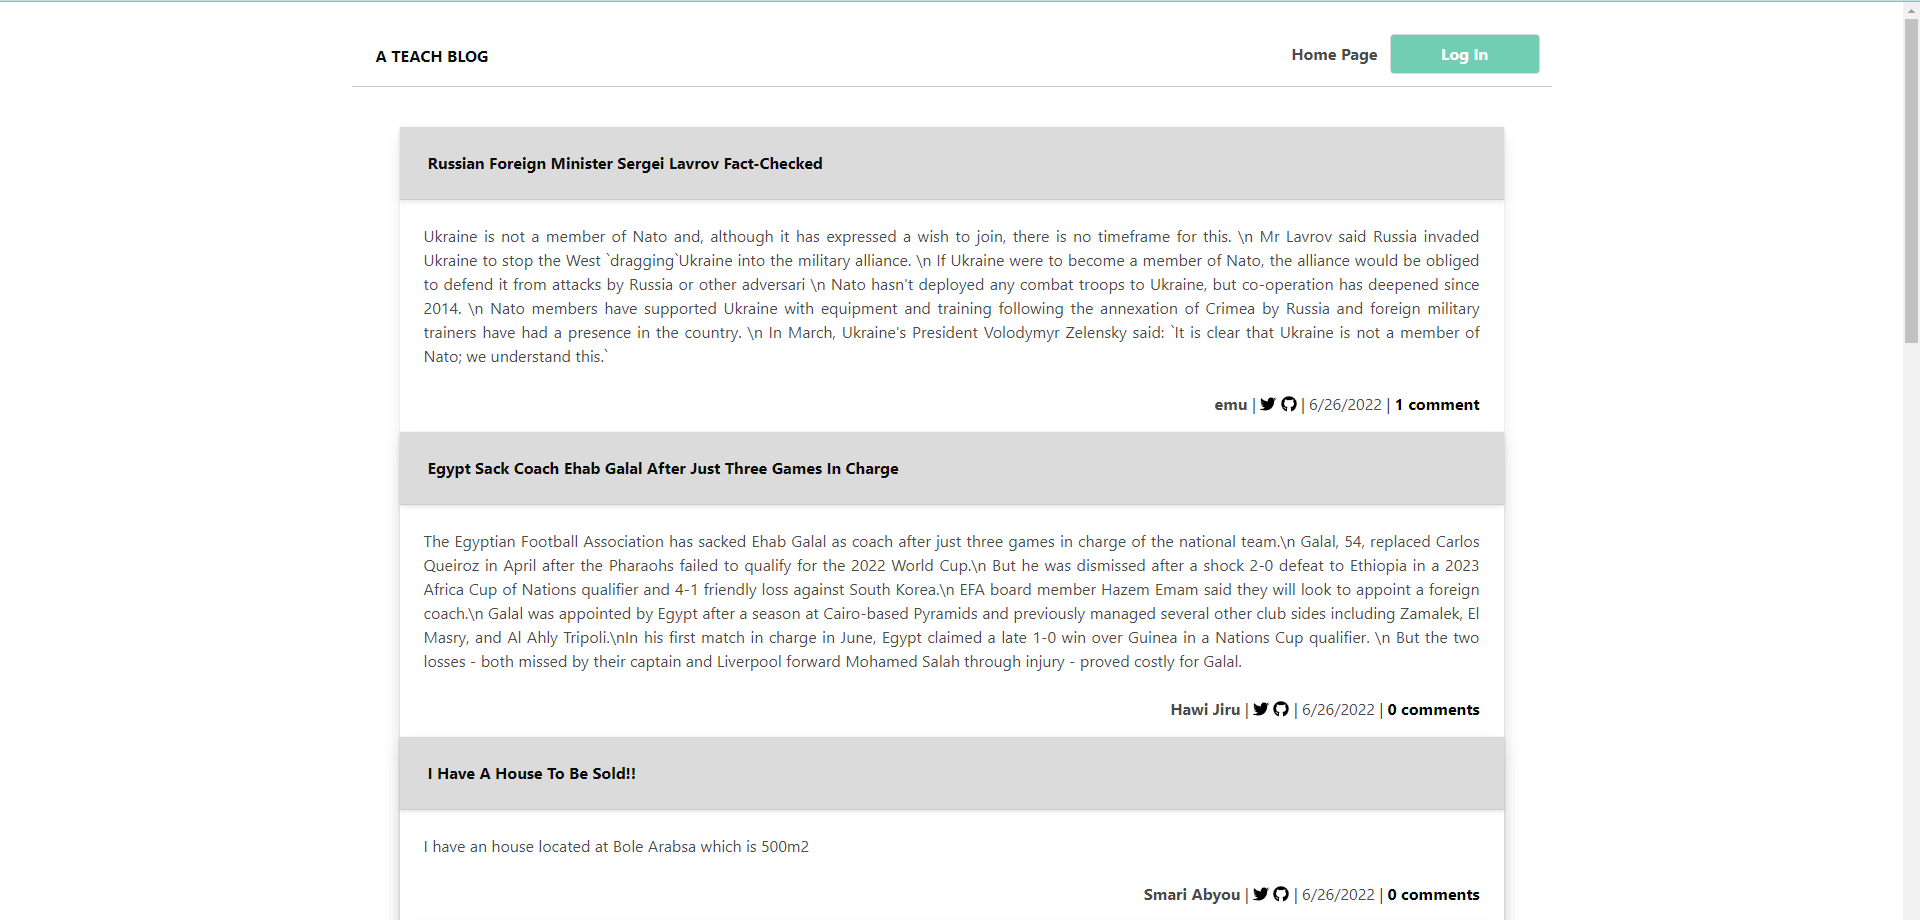 A TEACH BLOG
Home Page
Log In
Russian Foreign Minister Sergei Lavrov Fact-Checked
Ukraine is not a member of Nato and, although it has expressed a wish to join, there is no timeframe for this. \n Mr Lavrov said Russia invaded
Ukraine to stop the West `dragging`Ukraine into the military alliance. \n If Ukraine were to become a member of Nato, the alliance would be obliged
to defend it from attacks by Russia or other adversari \n Nato hasn't deployed any combat troops to Ukraine, but co-operation has deepened since
2014. \n Nato members have supported Ukraine with equipment and training following the annexation of Crimea by Russia and foreign military
trainers have had a presence in the country. \n In March, Ukraine's President Volodymyr Zelensky said: `It is clear that Ukraine is not a member of
Nato; we understand this.`
emu | | 6/26/2022 | 1 comment
Egypt Sack Coach Ehab Galal After Just Three Games In Charge
The Egyptian Football Association has sacked Ehab Galal as coach after just three games in charge of the national team.\n Galal, 54, replaced Carlos
Queiroz in April after the Pharaohs failed to qualify for the 2022 World Cup.\n But he was dismissed after a shock 2-0 defeat to Ethiopia in a 2023
Africa Cup of Nations qualifier and 4-1 friendly loss against South Korea.\n EFA board member Hazem Emam said they will look to appoint a foreign
coach.\n Galal was appointed by Egypt after a season at Cairo-based Pyramids and previously managed several other club sides including Zamalek, El
Masry, and Al Ahly Tripoli.\nIn his first match in charge in June, Egypt claimed a late 1-0 win over Guinea in a Nations Cup qualifier. \n But the two
losses - both missed by their captain and Liverpool forward Mohamed Salah through injury - proved costly for Galal.
Hawi Jiru | | 6/26/2022 | 0 comments
I Have A House To Be Sold!!
I have an house located at Bole Arabsa which is 500m2
Smari Abyou | | 6/26/2022 | 0 comments